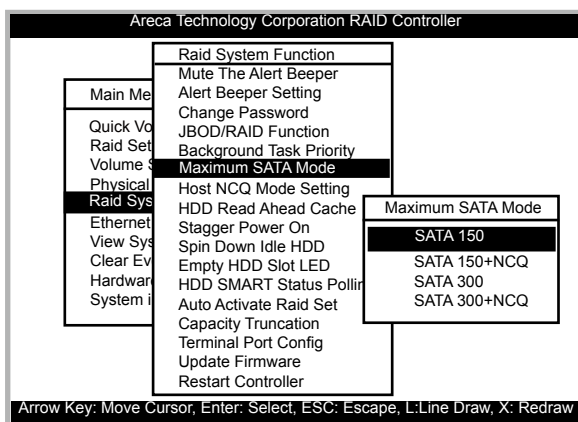 Areca Technology Corporation RAID Controller
Main Me
Quick Vo
Raid Set
Volume S
Physical
Raid Sys
Ethernet
View Sys
Clear Ev
Hardware
System i
Raid System Function
Mute The Alert Beeper
Alert Beeper Setting
Change Password
JBOD/RAID Function
Background Task Priority
Maximum SATA Mode
Host NCQ Mode Setting
HDD Read Ahead Cache
Stagger Power On
Spin Down Idle HDD
Empty HDD Slot LED
HDD SMART Status Pollin
Auto Activate Raid Set
Capacity Truncation
Terminal Port Config
Update Firmware
Restart Controller
Maximum SATA Mode
SATA 150
SATA 150+NCQ
SATA 300
SATA 300+NCQ
Arrow Key: Move Cursor, Enter: Select, ESC: Escape, L:Line Draw, X: Redraw